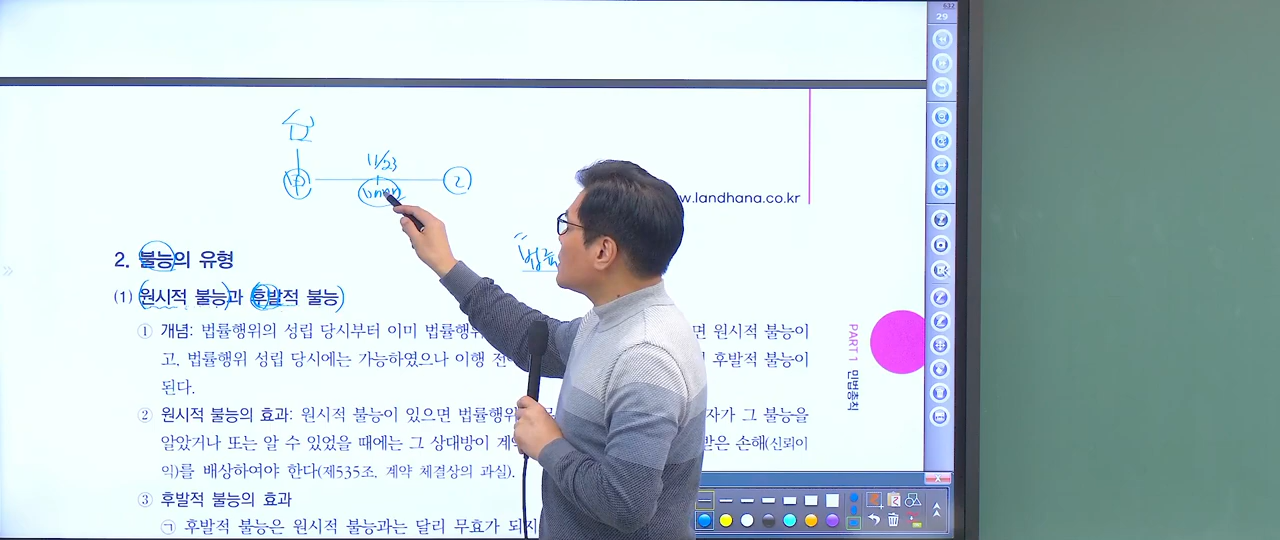 632
29
11/23
2
w.landhana.co.kr
2. 불능의 유형
"법률
(1) 원시적 불능과 후발적 불능
① 개념: 법률행위의 성립 당시부터 이미 법률행위 면 원시적 불능이
고, 법률행위 성립 당시에는 가능하였으나 이행 전 후발적 불능이
된다.
② 원시적 불능의 효과: 원시적 불능이 있으면 법률행 자가 그 불능을
알았거나 또는 알 수 있었을 때에는 그 상대방이 계약 받은 손해(신뢰이
익)를 배상하여야 한다(제535조, 계약 체결상의 과실).
③ 후발적 불능의 효과
㉠ 후발적 불능은 원시적 불능과는 달리 무효가 되지
PART 1 민법총칙